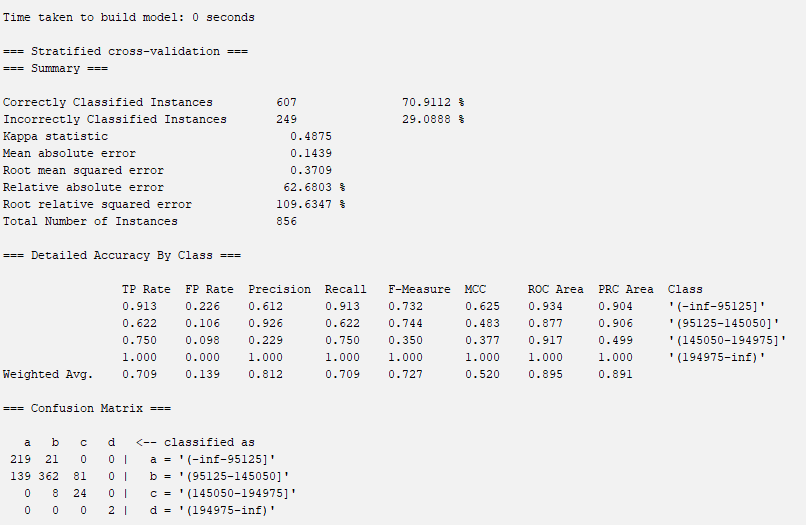 Time taken to build model: 0 seconds

=== Stratified cross-validation ===
=== Summary ===

Correctly Classified Instances         607               70.9112 %
Incorrectly Classified Instances       249               29.0888 %
Kappa statistic                          0.4875
Mean absolute error                      0.1439
Root mean squared error                  0.3709
Relative absolute error                 62.6803 %
Root relative squared error            109.6347 %
Total Number of Instances              856

=== Detailed Accuracy By Class ===

                 TP Rate  FP Rate  Precision  Recall   F-Measure  MCC      ROC Area  PRC Area  Class
                 0.913    0.226    0.612      0.913    0.732      0.625    0.934     0.904     '(-inf-95125]'
                 0.622    0.106    0.926      0.622    0.744      0.483    0.877     0.906     '(95125-145050]'
                 0.750    0.098    0.229      0.750    0.350      0.377    0.917     0.499     '(145050-194975]'
                 1.000    0.000    1.000      1.000    1.000      1.000    1.000     1.000     '(194975-inf)'
Weighted Avg.    0.709    0.139    0.812      0.709    0.727      0.520    0.895     0.891

=== Confusion Matrix ===

   a   b   c   d   <-- classified as
 219  21   0   0 |   a = '(-inf-95125]'
 139 362  81   0 |   b = '(95125-145050]'
   0   8  24   0 |   c = '(145050-194975]'
   0   0   0   2 |   d = '(194975-inf)'